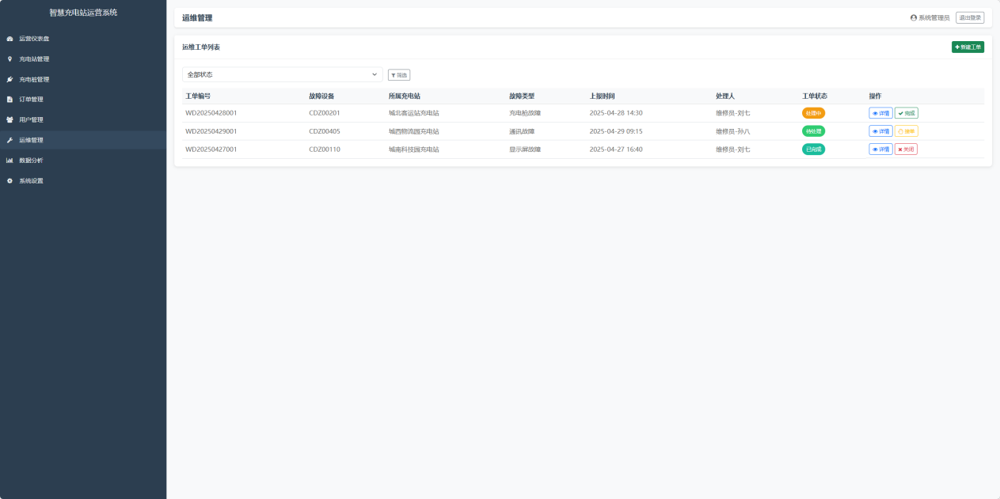 智慧充电站运营系统
运营仪表盘
充电站管理
充电桩管理
订单管理
用户管理
运维管理
数据分析
系统设置
运维管理
系统管理员 退出登录
运维工单列表
新建工单
全部状态 筛选
工单编号 故障设备 所属充电站 故障类型 上报时间 处理人 工单状态 操作
WD20250428001 CDZ00201 城北客运站充电站 充电枪故障 2025-04-28 14:30 维修员-刘七 处理中 详情 完成
WD20250429001 CDZ00405 城西物流园充电站 通讯故障 2025-04-29 09:15 维修员-孙八 待处理 详情 接单
WD20250427001 CDZ00110 城南科技园充电站 显示屏故障 2025-04-27 16:40 维修员-刘七 已完成 详情 关闭